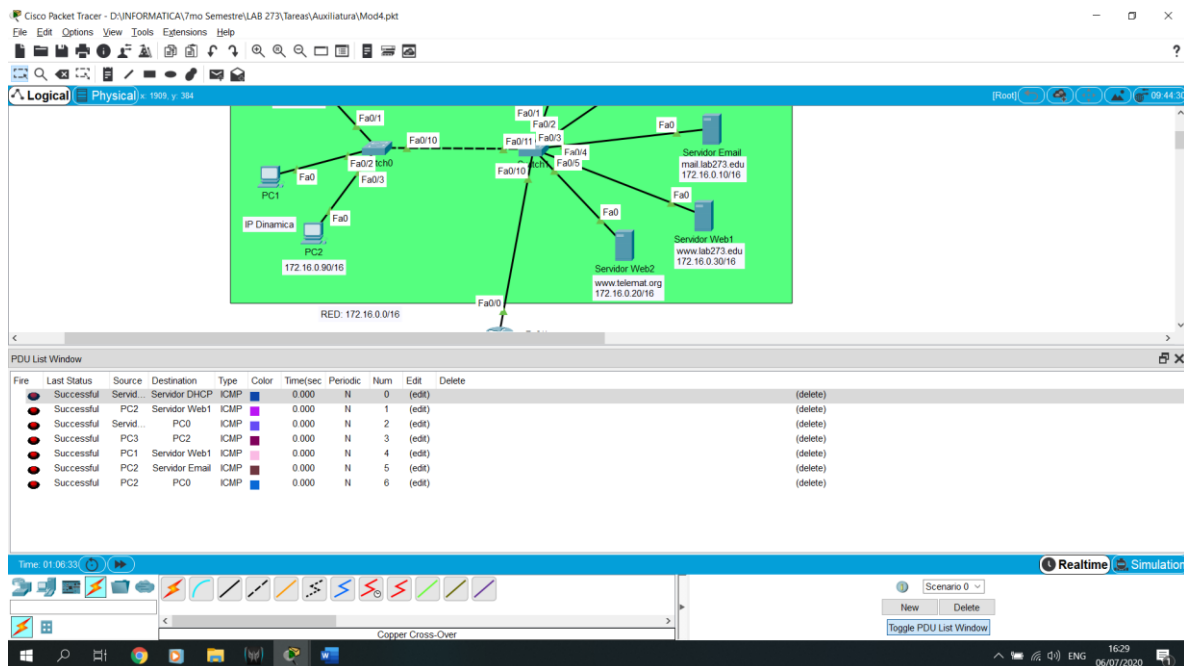 Cisco Packet Tracer - D:\INFORMATICA\7mo Semestre\LAB 273\Tareas\Auxiliatura\Mod4.pkt
File Edit Options View Tools Extensions Help
?
Logical Physical x: 1909, y: 384 [Root] 09:44:30
Fa0/1
Fa0/10
Fa0/2 tch0
Fa0/3
Fa0
PC1
IP Dinamica
Fa0
PC2
172.16.0.90/16
Fa0/1
Fa0/2
Fa0/11 Fa0/3
Fa0/4
Fa0/5
Fa0/10
Fa0
Servidor Email
mail.lab273.edu
172.16.0.10/16
Fa0
Servidor Web1
www.lab273.edu
172.16.0.30/16
Fa0
Servidor Web2
www.telemat.org
172.16.0.20/16
Fa0/0
RED: 172.16.0.0/16
PDU List Window
Fire Last Status Source Destination Type Color Time(sec Periodic Num Edit Delete
Successful Servid... Servidor DHCP ICMP 0.000 N 0 (edit) (delete)
Successful PC2 Servidor Web1 ICMP 0.000 N 1 (edit) (delete)
Successful Servid... PC0 ICMP 0.000 N 2 (edit) (delete)
Successful PC3 PC2 ICMP 0.000 N 3 (edit) (delete)
Successful PC1 Servidor Web1 ICMP 0.000 N 4 (edit) (delete)
Successful PC2 Servidor Email ICMP 0.000 N 5 (edit) (delete)
Successful PC2 PC0 ICMP 0.000 N 6 (edit) (delete)
Time: 01:06:33 Realtime Simulation
Scenario 0
New Delete
Toggle PDU List Window
Copper Cross-Over
ENG 16:29
06/07/2020